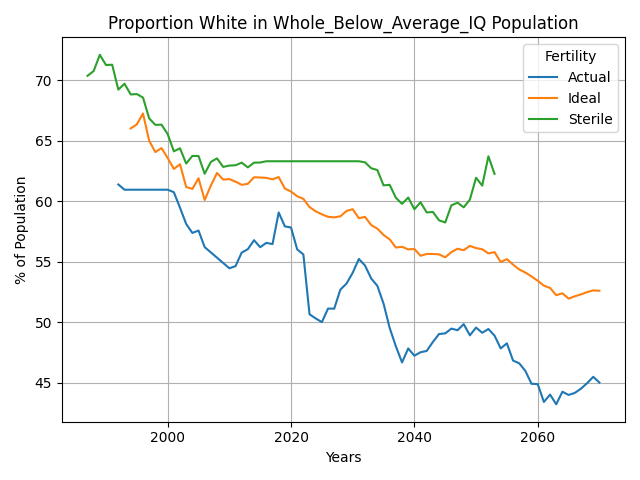 Proportion White in Whole_Below_Average_IQ Population
Fertility
Actual
Ideal
Sterile
% of Population
70
65
60
55
50
45
2000
2020
2040
2060
Years